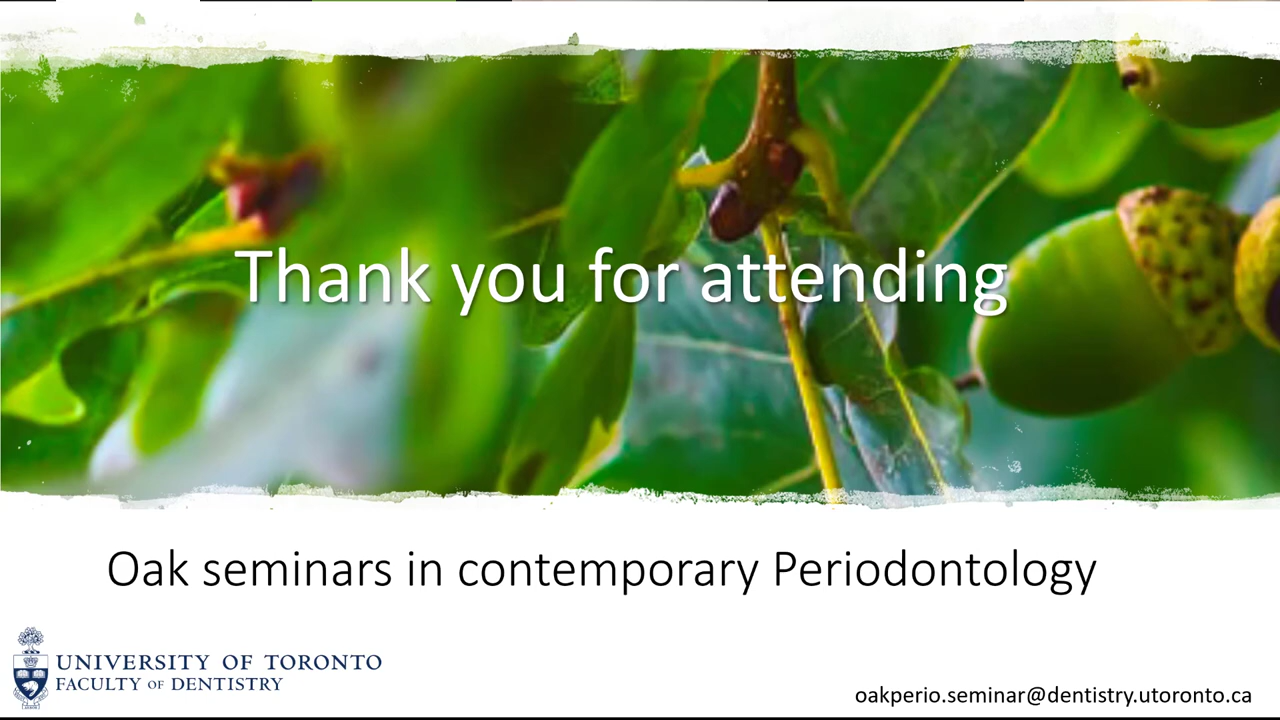 Thank you for attending
Oak seminars in contemporary Periodontology
UNIVERSITY OF TORONTO
FACULTY OF DENTISTRY
oakperio.seminar@dentistry.utoronto.ca